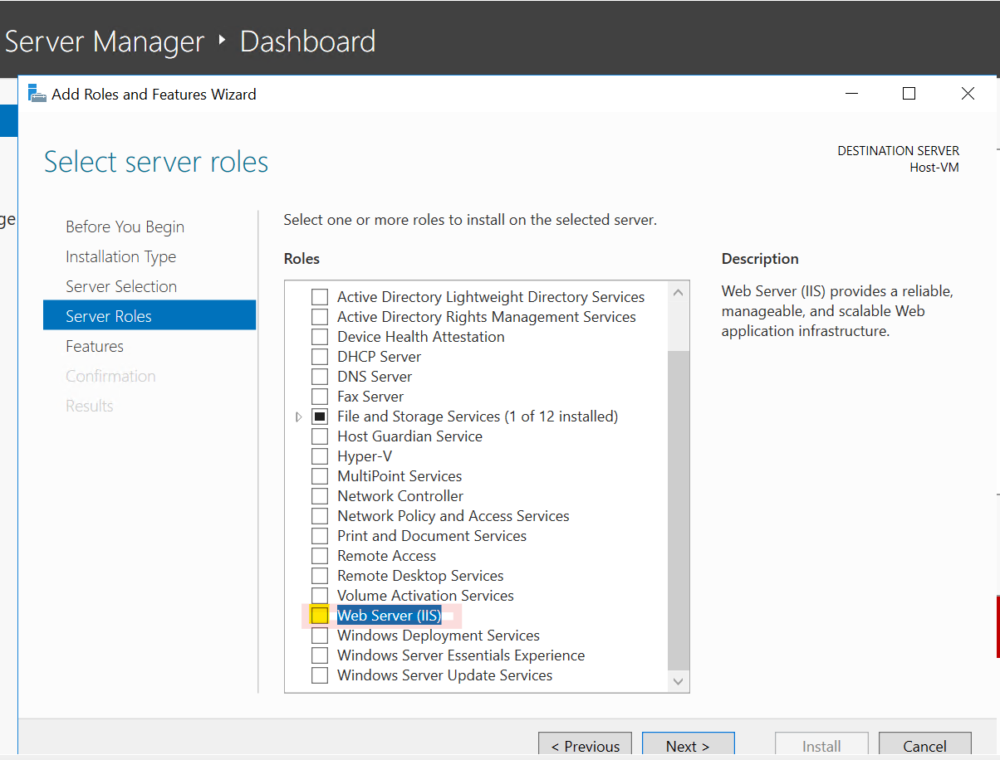 Server Manager ‣ Dashboard
Add Roles and Features Wizard
Select server roles
DESTINATION SERVER
Host-VM
ge
Before You Begin
Installation Type
Server Selection
Server Roles
Features
Confirmation
Results
Select one or more roles to install on the selected server.
Roles
Active Directory Lightweight Directory Services
Active Directory Rights Management Services
Device Health Attestation
DHCP Server
DNS Server
Fax Server
File and Storage Services (1 of 12 installed)
Host Guardian Service
Hyper-V
MultiPoint Services
Network Controller
Network Policy and Access Services
Print and Document Services
Remote Access
Remote Desktop Services
Volume Activation Services
Web Server (IIS)
Windows Deployment Services
Windows Server Essentials Experience
Windows Server Update Services
Description
Web Server (IIS) provides a reliable,
manageable, and scalable Web
application infrastructure.
< Previous
Next >
Install
Cancel